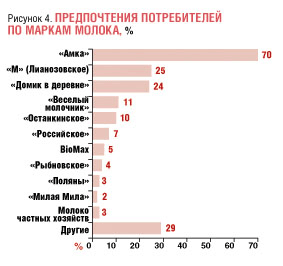 Рисунок 4. ПРЕДПОЧТЕНИЯ ПОТРЕБИТЕЛЕЙ
ПО МАРКАМ МОЛОКА, %
«Амка» 70
«М» (Лианозовское) 25
«Домик в деревне» 24
«Веселый
молочник» 11
«Останкинское» 10
«Российское» 7
BioMax 5
«Рыбновское» 4
«Поляны» 3
«Милая Мила» 2
Молоко
частных хозяйств 3
Другие 29
% 0 10 20 30 40 50 60 70